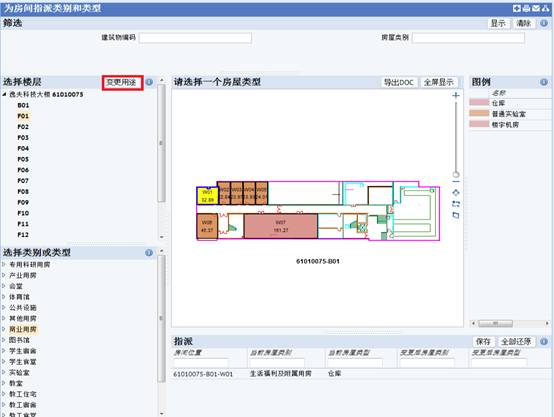 为房间指派类别和类型
筛选 显示 清除
建筑物编码 房屋类别
选择楼层 变更用途
逸夫科技大楼 61010075
B01
F01
F02
F03
F04
F05
F06
F07
F08
F09
F10
F11
F12
选择类别或类型
专用科研用房
产业用房
会堂
体育馆
公共设施
其他用房
商业用房
图书馆
学生宿舍
学生食堂
实验室
教室
教工住宅
教工宿舍
教工食堂
请选择一个房屋类型 导出DOC 全屏显示
W01 W02 W03 W04 W05
32.89
W06 W07
161.27
61010075-B01
图例
名称
仓库
普通实验室
楼宇机房
指派 保存 全部还原
房间位置 当前房屋类别 当前房屋类型 变更后房屋类别 变更后房屋类型
61010075-B01-W01 生活福利及附属用房 仓库